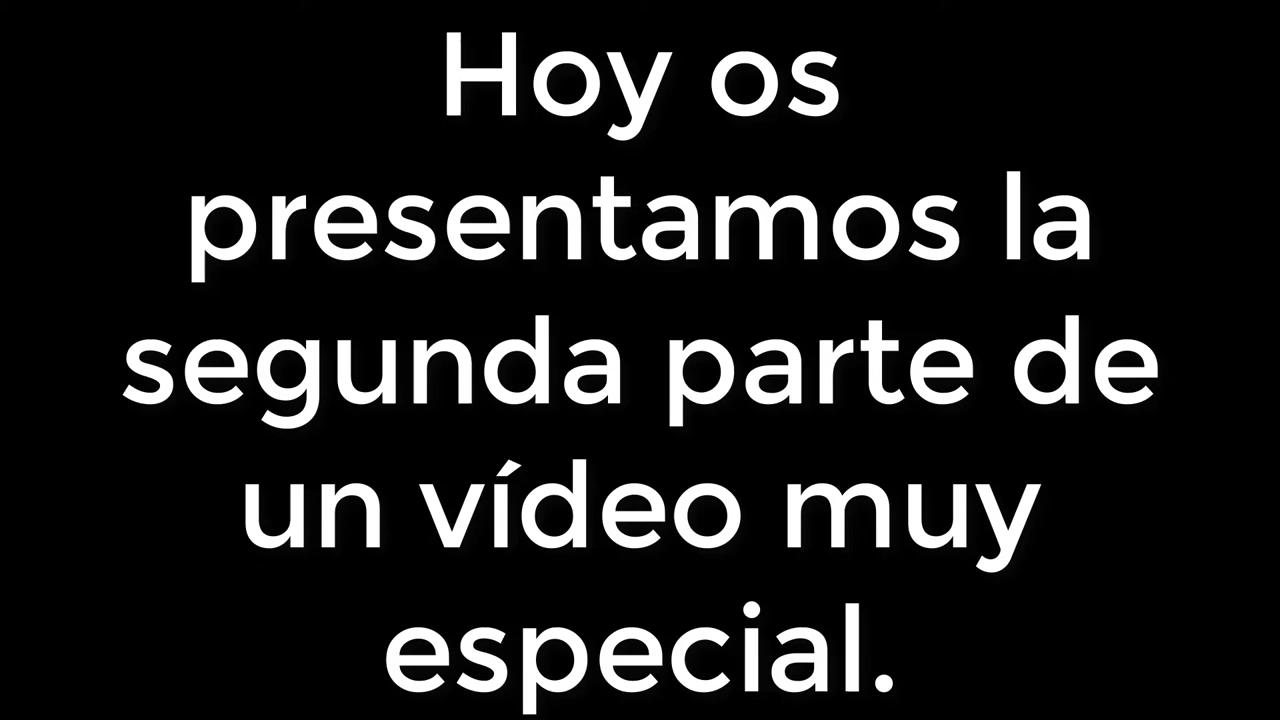 Hoy os
presentamos la
segunda parte de
un vídeo muy
especial.